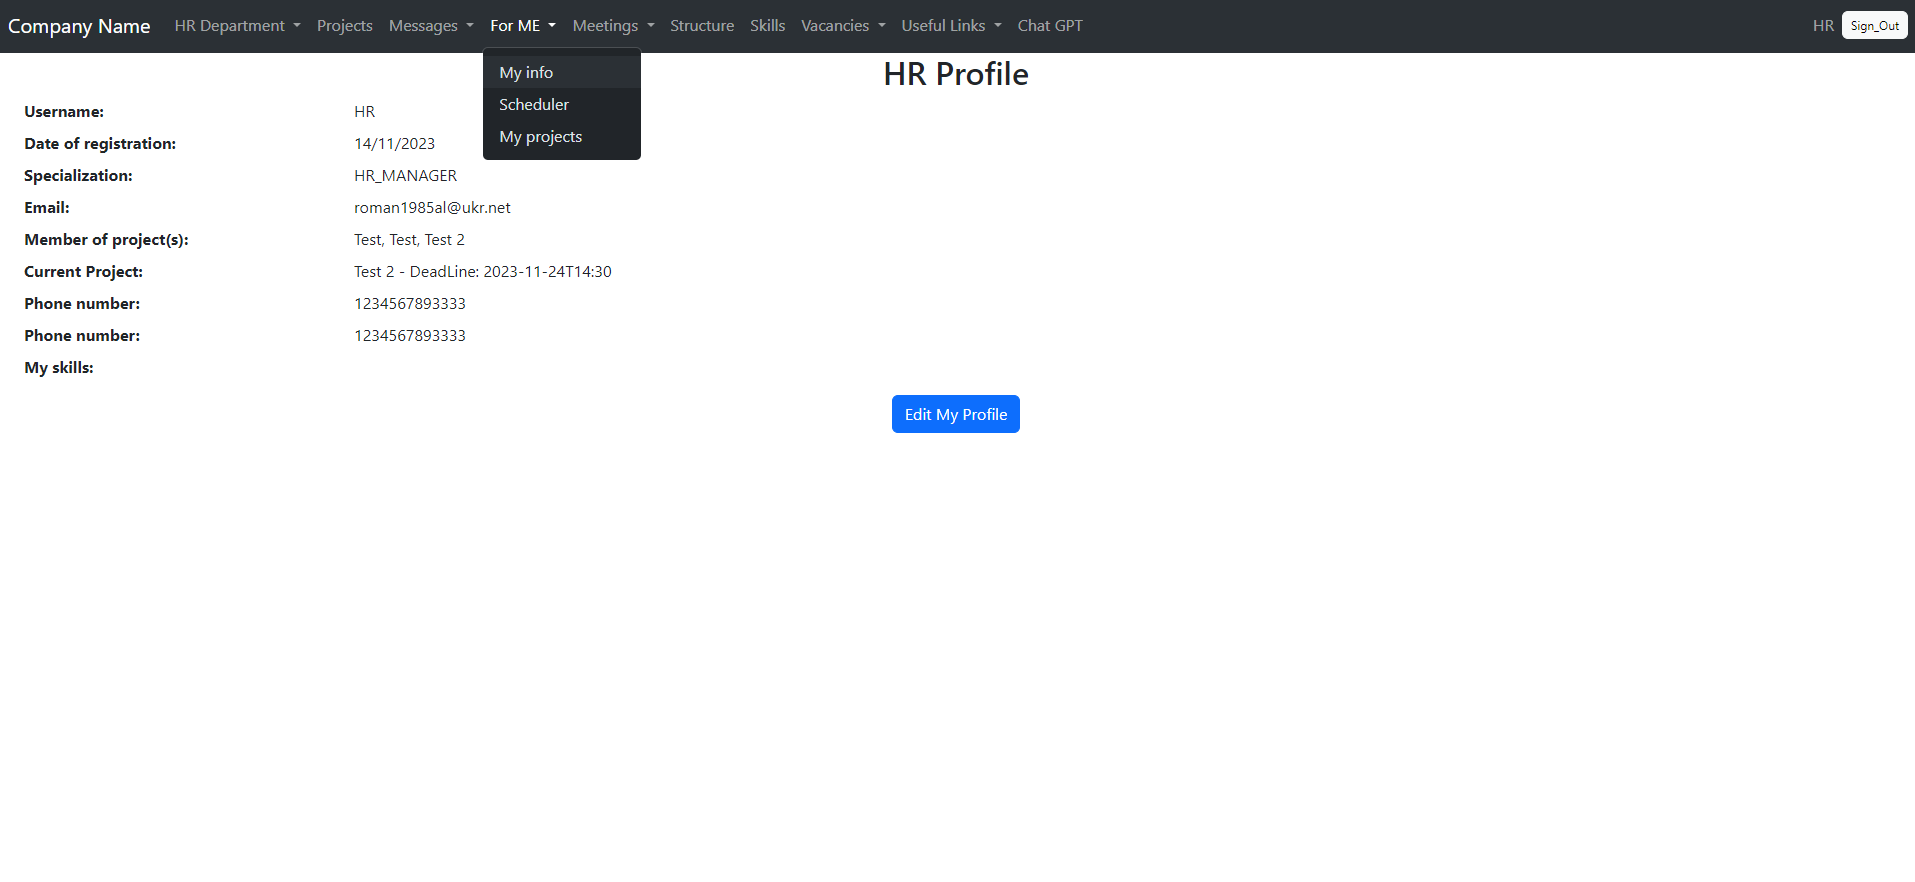 Company Name HR Department Projects Messages For ME Meetings Structure Skills Vacancies Useful Links Chat GPT HR Sign_Out
My info
Scheduler
My projects
HR Profile
Username: HR
Date of registration: 14/11/2023
Specialization: HR_MANAGER
Email: roman1985al@ukr.net
Member of project(s): Test, Test, Test 2
Current Project: Test 2 - DeadLine: 2023-11-24T14:30
Phone number: 1234567893333
Phone number: 1234567893333
My skills:
Edit My Profile